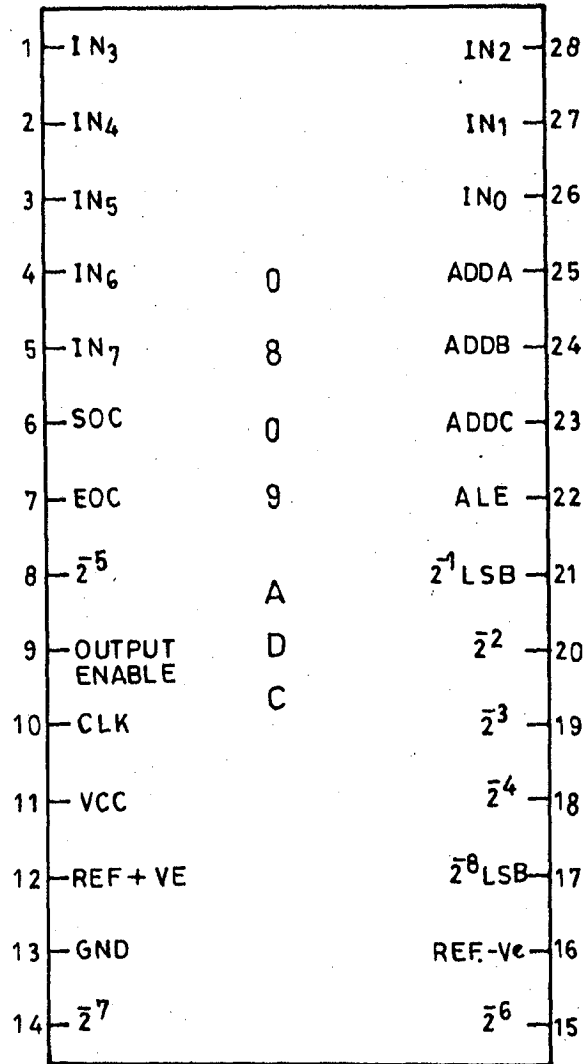 1 IN3 IN2 28
2 IN4 IN1 27
3 IN5 IN0 26
4 IN6 0 ADDA 25
5 IN7 8 ADDB 24
6 SOC 0 ADDC 23
7 EOC 9 ALE 22
8 2^-5 2^-1 LSB 21
A
9 OUTPUT D 2^-2 20
ENABLE
C
10 CLK 2^-3 19
11 VCC 2^-4 18
12 REF + VE 2^-8 LSB 17
13 GND REF.-Ve 16
14 2^-7 2^-6 15